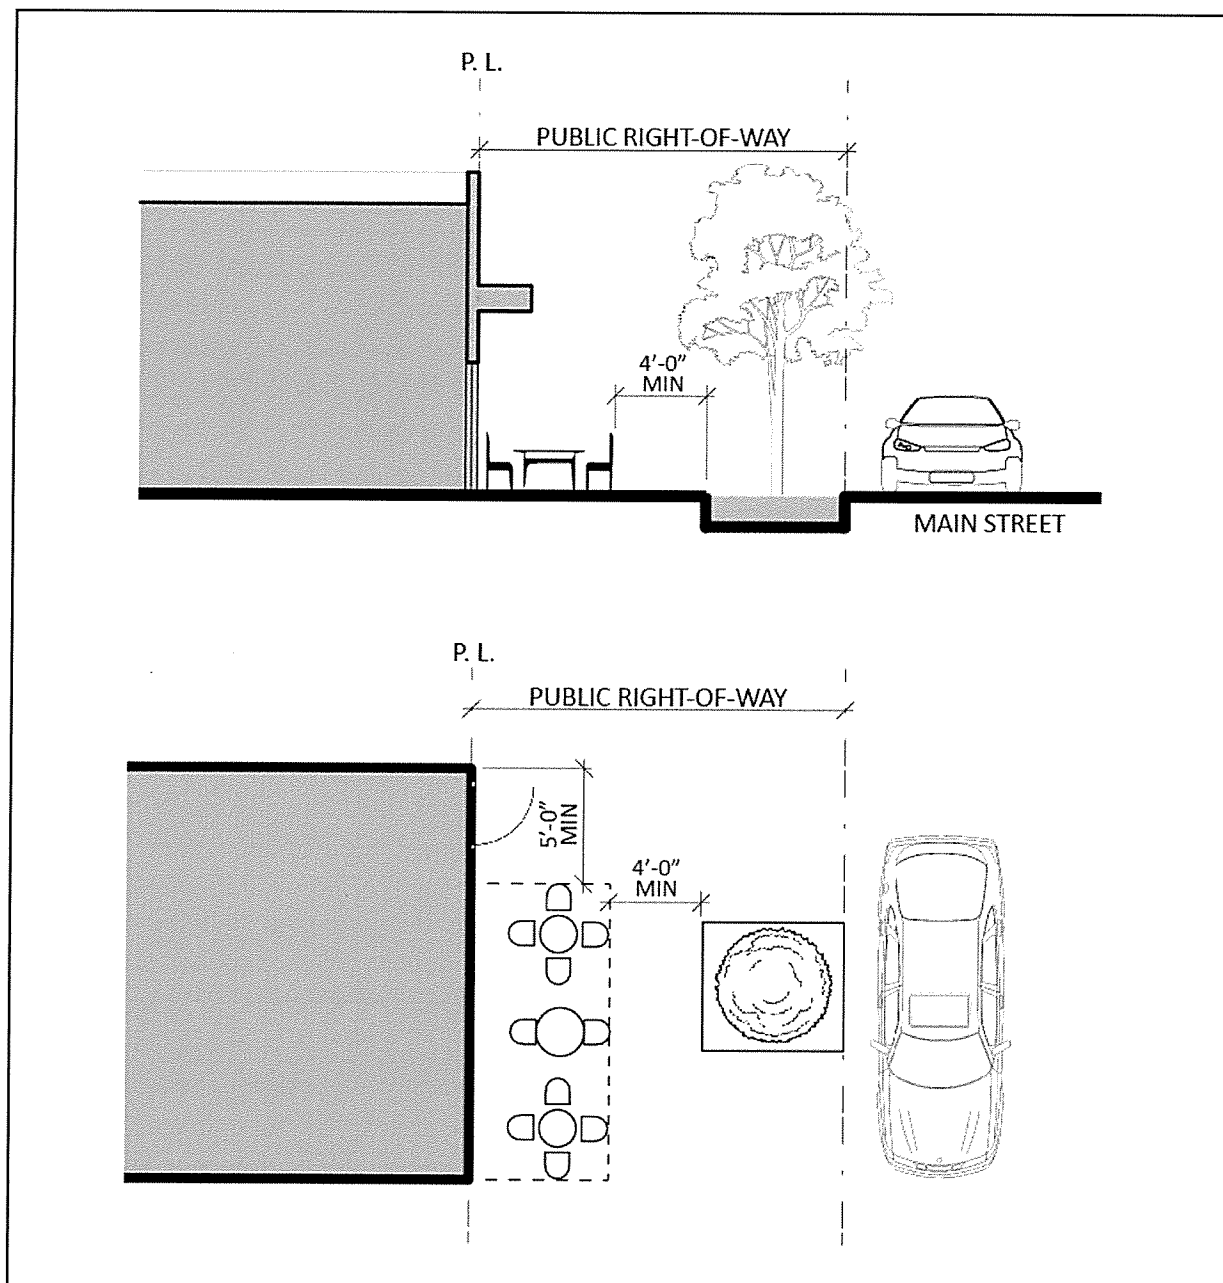 P. L.
PUBLIC RIGHT-OF-WAY
4'-0"
MIN
MAIN STREET
P. L.
PUBLIC RIGHT-OF-WAY
5'-0"
MIN
4'-0"
MIN